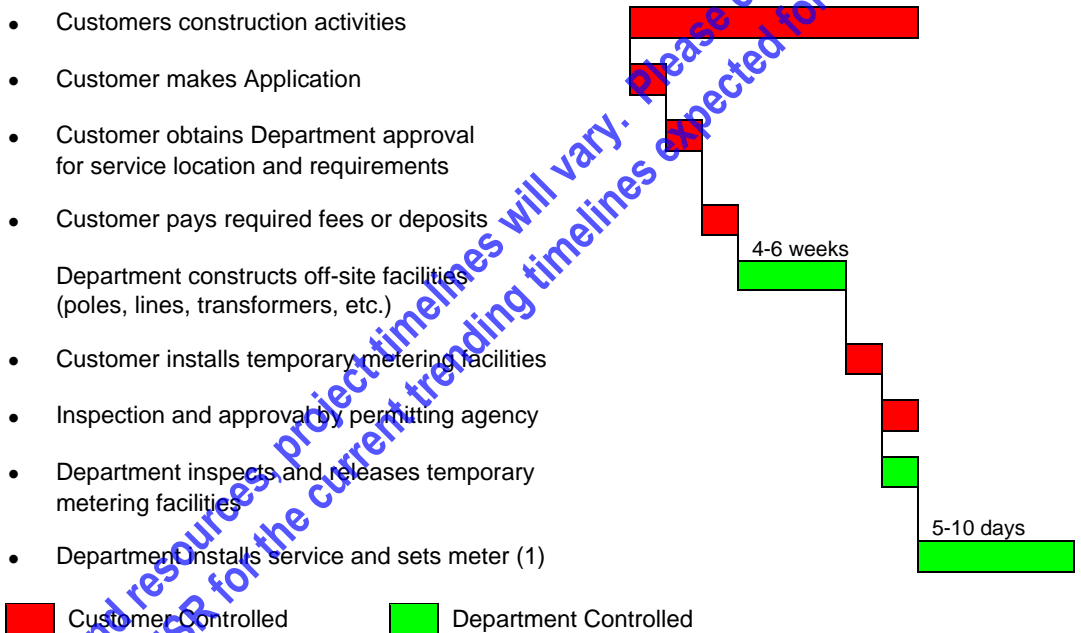 • Customers construction activities
• Customer makes Application
• Customer obtains Department approval
for service location and requirements
• Customer pays required fees or deposits
4-6 weeks
Department constructs off-site facilities
(poles, lines, transformers, etc.)
• Customer installs temporary metering facilities
• Inspection and approval by permitting agency
• Department inspects and releases temporary
metering facilities
5-10 days
• Department installs service and sets meter (1)
Customer Controlled
Department Controlled
resources, project timelines will vary. Please
for the current trending timelines expected for